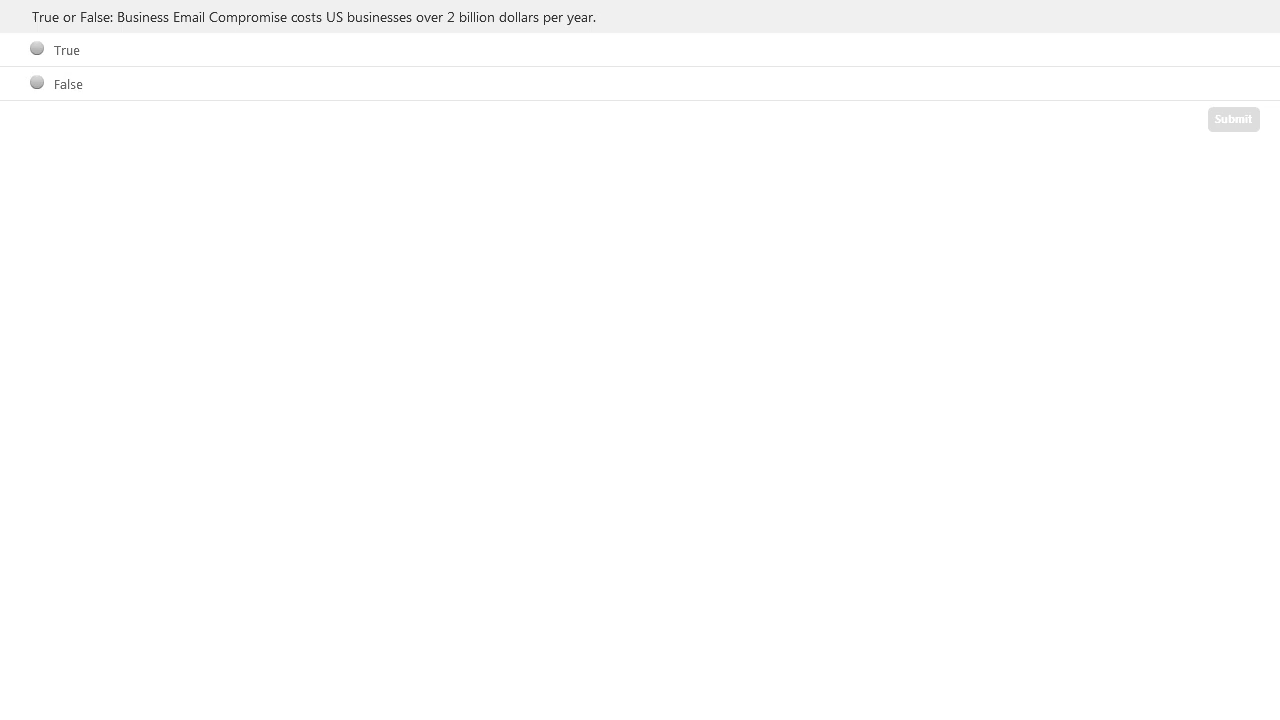 True or False: Business Email Compromise costs US businesses over 2 billion dollars per year.
True
False
Submit